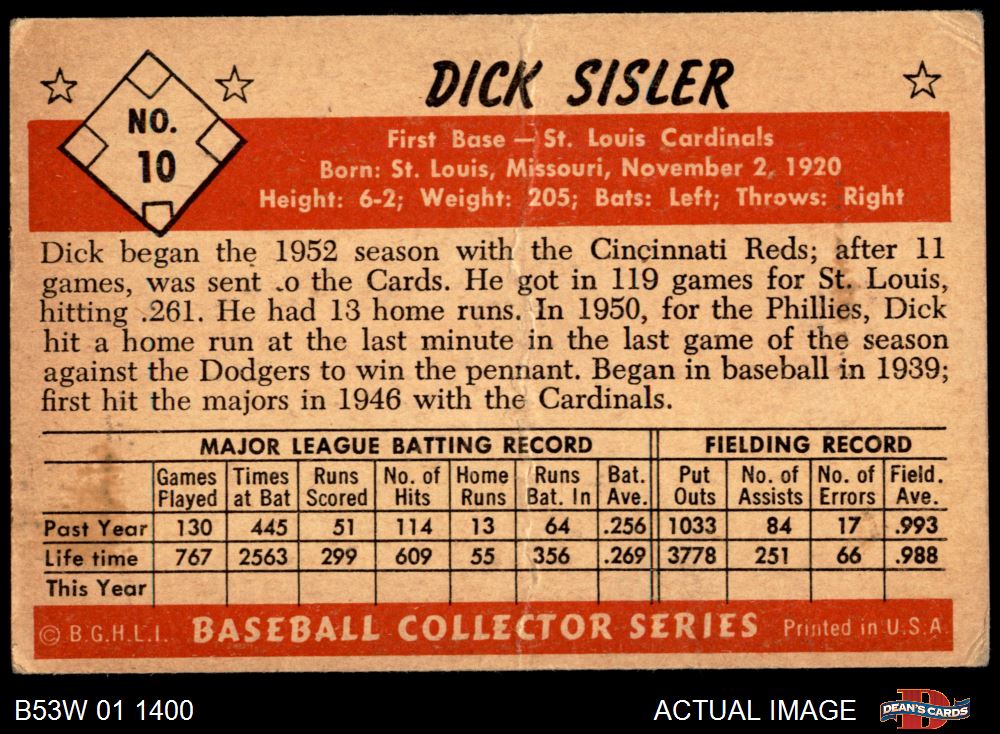 DICK SISLER
NO.
10
First Base — St. Louis Cardinals
Born: St. Louis, Missouri, November 2, 1920
Height: 6-2; Weight: 205; Bats: Left; Throws: Right
Dick began the 1952 season with the Cincinnati Reds; after 11
games, was sent .o the Cards. He got in 119 games for St. Louis,
hitting .261. He had 13 home runs. In 1950, for the Phillies, Dick
hit a home run at the last minute in the last game of the season
against the Dodgers to win the pennant. Began in baseball in 1939;
first hit the majors in 1946 with the Cardinals.
MAJOR LEAGUE BATTING RECORD FIELDING RECORD
Games Times Runs No. of Home Runs Bat. Put No. of No. of Field.
Played at Bat Scored Hits Runs Bat. In Ave. Outs Assists Errors Ave.
Past Year 130 445 51 114 13 64 .256 1033 84 17 .993
Life time 767 2563 299 609 55 356 .269 3778 251 66 .988
This Year
© B.G.H.L.I. BASEBALL COLLECTOR SERIES Printed in U.S.A.
B53W 01 1400 ACTUAL IMAGE DEAN'S CARDS